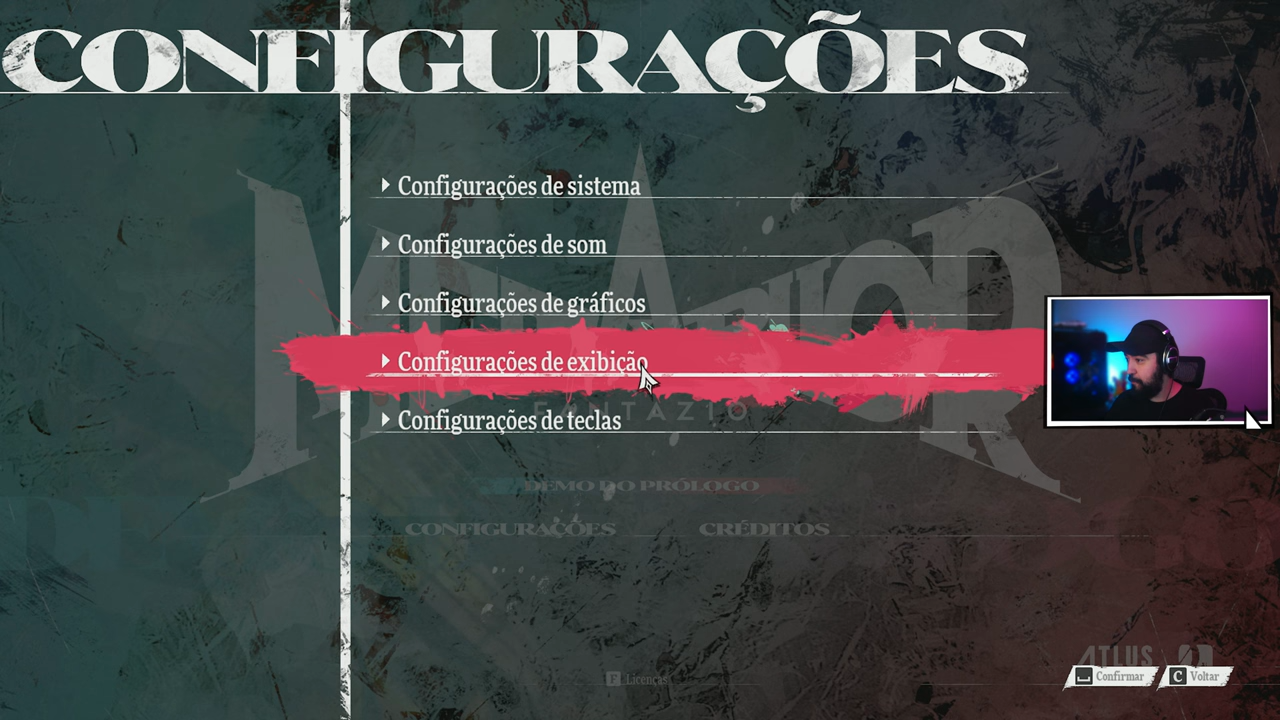 CONFIGURAÇÕES
Configurações de sistema
Configurações de som
Configurações de gráficos
Configurações de exibição
Configurações de teclas
DEMO DO PRÓLOGO
CONFIGURAÇÕES CRÉDITOS
F Licenças
ATLUS
Confirmar C Voltar